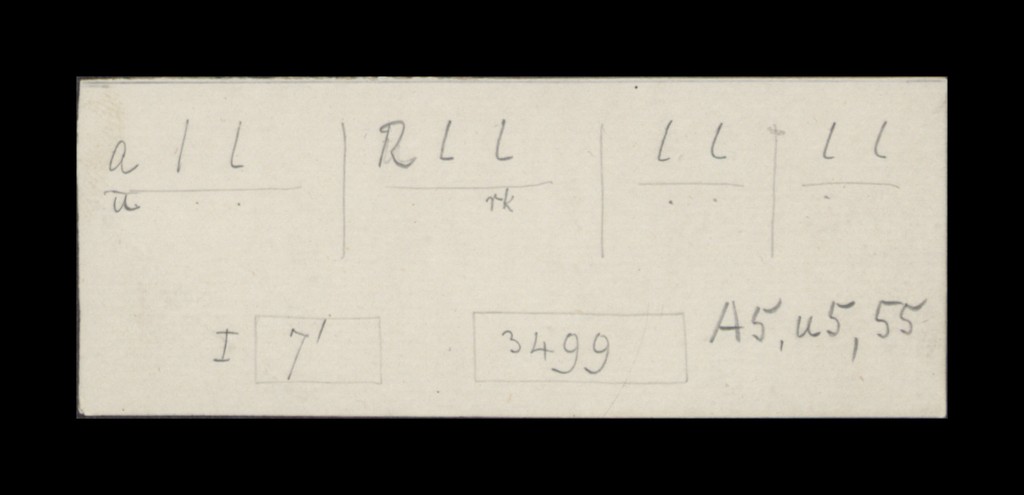 a l l | R l l | l l | l l
u . | rk | . . | .
I 7' 3499 A5, u5, 55